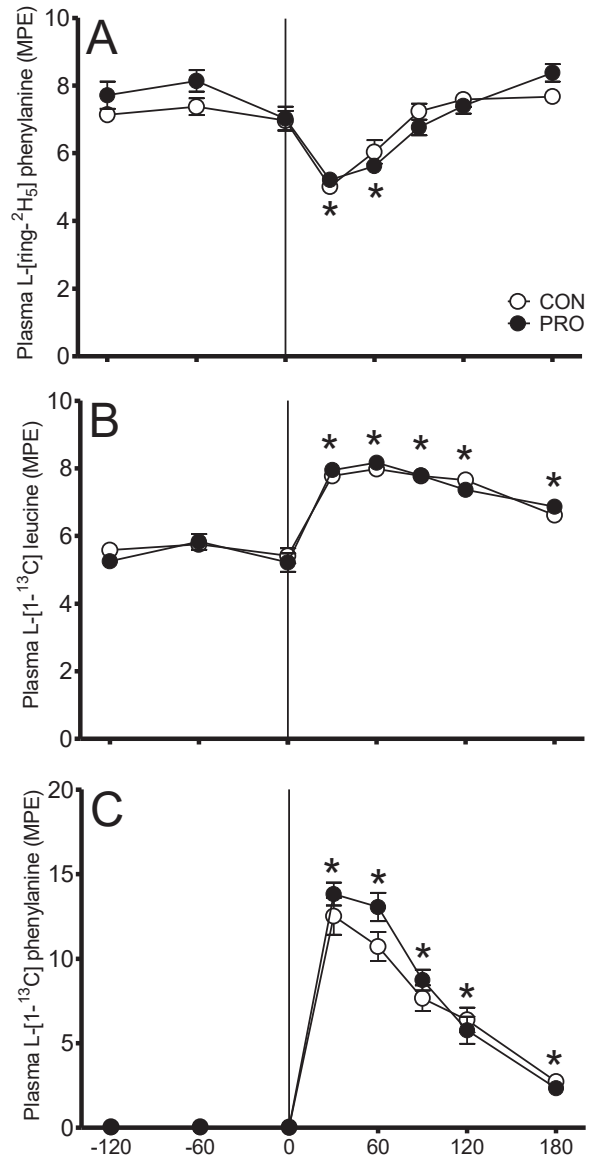 A
Plasma L-[ring-²H₅] phenylanine (MPE)
10
8
6
4
2
0
* *
CON
PRO
B
Plasma L-[1-¹³C] leucine (MPE)
10
8
6
4
2
0
* * * * *
C
Plasma L-[1-¹³C] phenylanine (MPE)
20
15
10
5
0
* * * * *
-120 -60 0 60 120 180